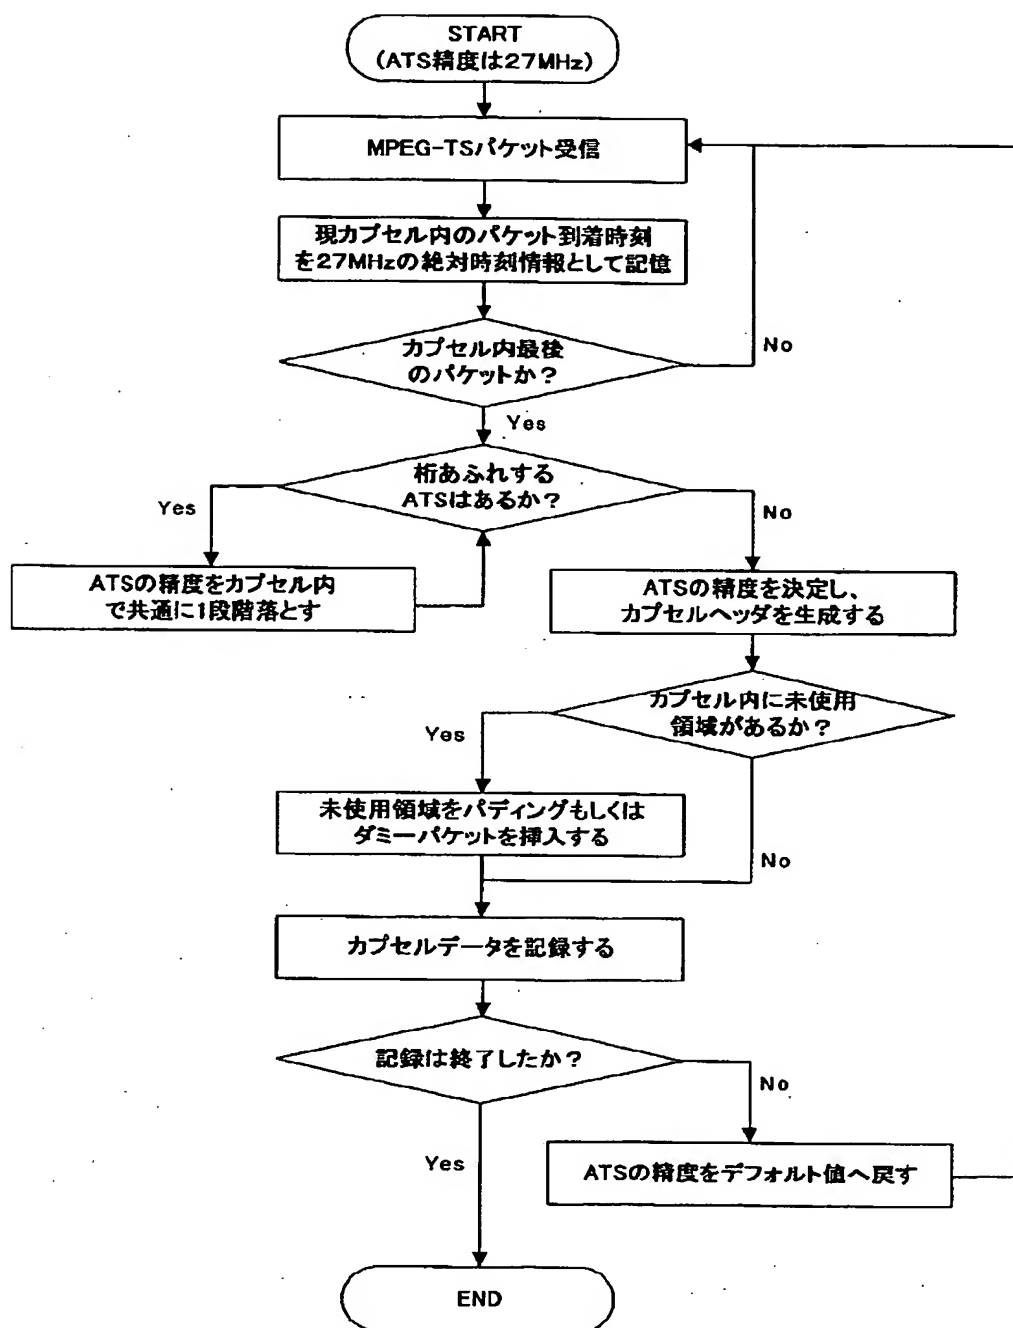 START
(ATS精度は27MHz)
MPEG-TSパケット受信
現カプセル内のパケット到着時刻
を27MHzの絶対時刻情報として記憶
カプセル内最後
のパケットか？
No
Yes
桁あふれする
ATSはあるか？
Yes
No
ATSの精度をカプセル内
で共通に1段階落とす
ATSの精度を決定し、
カプセルヘッダを生成する
カプセル内に未使用
領域があるか？
Yes
未使用領域をパディングもしくは
ダミーパケットを挿入する
No
カプセルデータを記録する
記録は終了したか？
No
Yes
ATSの精度をデフォルト値へ戻す
END